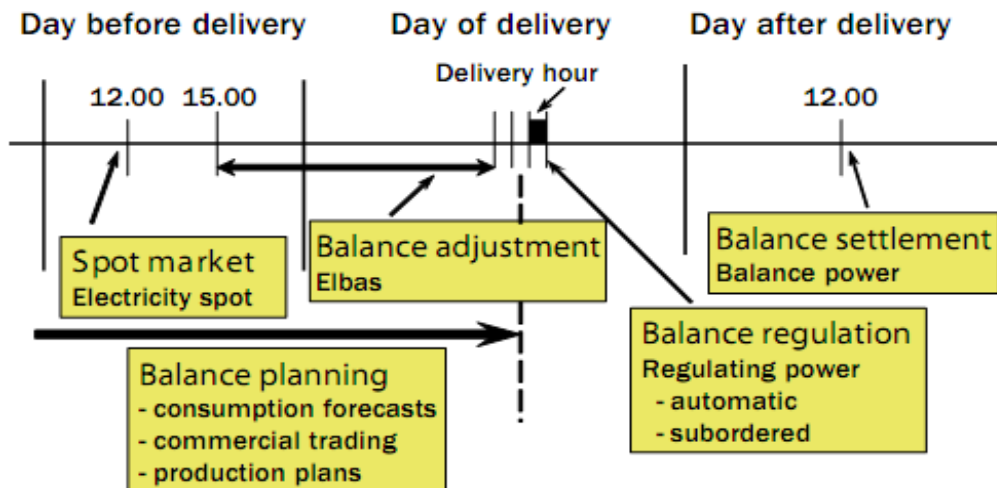 Day before delivery
Day of delivery
Day after delivery
Delivery hour
12.00
15.00
12.00
Spot market
Electricity spot
Balance adjustment
Elbas
Balance settlement
Balance power
Balance planning
- consumption forecasts
- commercial trading
- production plans
Balance regulation
Regulating power
- automatic
- subordered